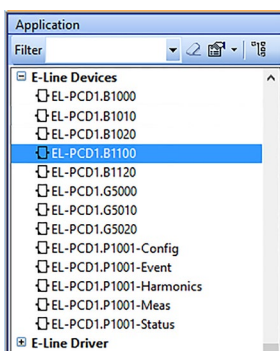 Application
Filter
E-Line Devices
EL-PCD1.B1000
EL-PCD1.B1010
EL-PCD1.B1020
EL-PCD1.B1100
EL-PCD1.B1120
EL-PCD1.G5000
EL-PCD1.G5010
EL-PCD1.G5020
EL-PCD1.P1001-Config
EL-PCD1.P1001-Event
EL-PCD1.P1001-Harmonics
EL-PCD1.P1001-Meas
EL-PCD1.P1001-Status
E-Line Driver